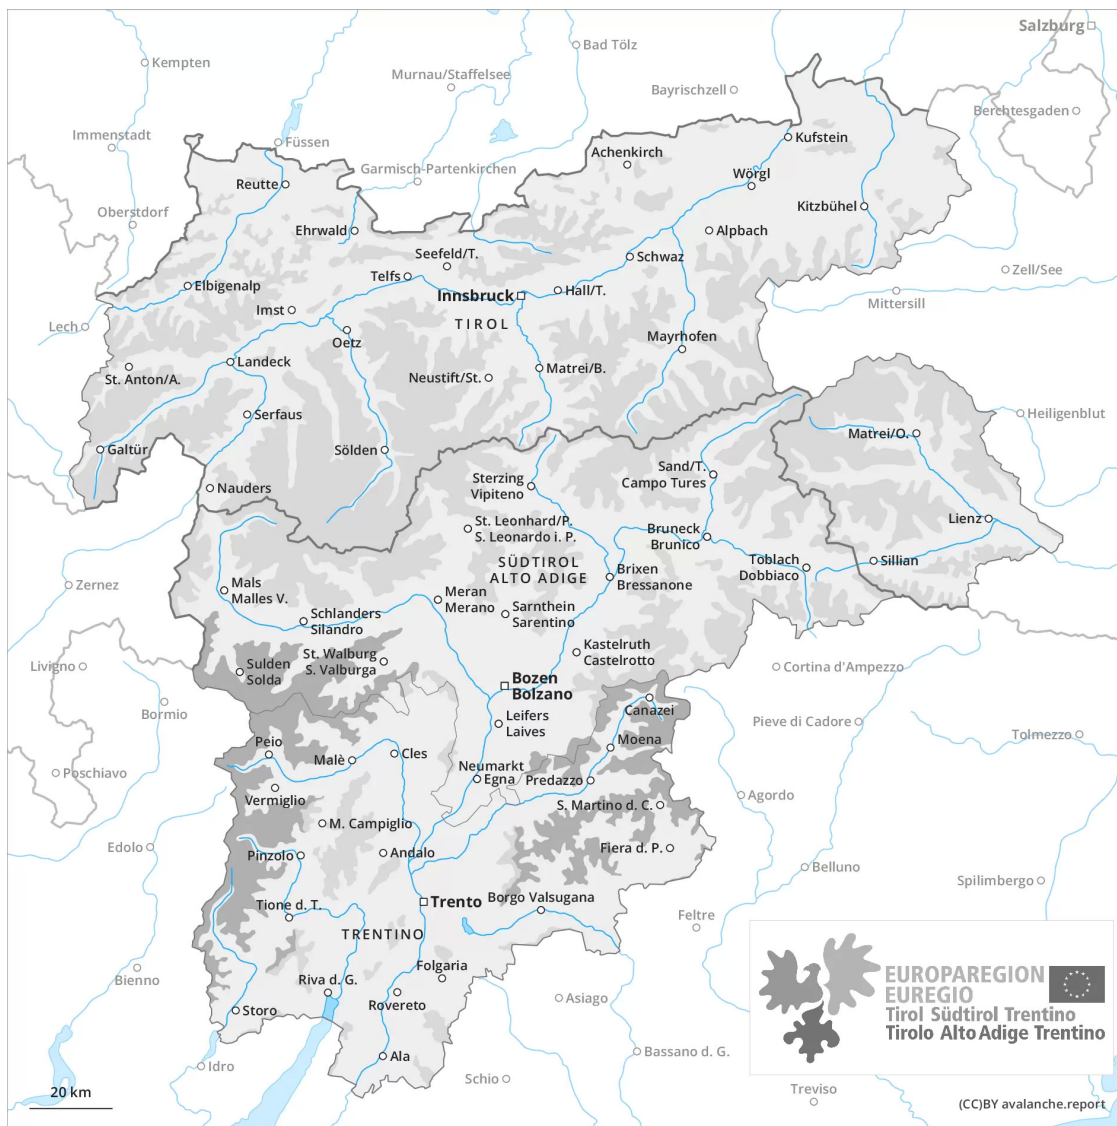 Salzburg
Bad Tölz
Kempten
Murnau/Staffelsee
Bayrischzell
Berchtesgaden
Immenstadt
Füssen
Kufstein
Achenkirch
Garmisch-Partenkirchen
Wörgl
Reutte
Oberstdorf
Kitzbühel
Ehrwald
Alpbach
Seefeld/T.
Schwaz
Telfs
Zell/See
Elbigenalp
Innsbruck
Hall/T.
Mittersill
Imst
TIROL
Lech
Oetz
Mayrhofen
Landeck
Matrei/B.
St. Anton/A.
Neustift/St.
Serfaus
Heiligenblut
Matrei/O.
Galtür
Sölden
Sand/T.
Campo Tures
Sterzing
Vipiteno
Nauders
St. Leonhard/P.
S. Leonardo i. P.
Lienz
Bruneck
Brunico
SÜDTIROL
ALTO ADIGE
Toblach
Dobbiaco
Sillian
Brixen
Bressanone
Zernez
Mals
Malles V.
Meran
Merano
Sarnthein
Sarentino
Schlanders
Silandro
Kastelruth
Castelrotto
St. Walburg
S. Valburga
Livigno
Sulden
Solda
Cortina d'Ampezzo
Bozen
Bolzano
Canazei
Bormio
Leifers
Laives
Pieve di Cadore
Tolmezzo
Moena
Peio
Malè
Cles
Neumarkt
Egna
Predazzo
Poschiavo
Vermiglio
Agordo
S. Martino d. C.
M. Campiglio
Edolo
Pinzolo
Andalo
Fiera d. P.
Belluno
Spilimbergo
Trento
Borgo Valsugana
Tione d. T.
Feltre
TRENTINO
Bienno
Folgaria
Riva d. G.
Rovereto
Asiago
Storo
Ala
Idro
Bassano d. G.
Schio
Treviso
EUROPAREGION
EUREGIO
Tirol Südtirol Trentino
Tirolo Alto Adige Trentino
20 km
(CC)BY avalanche.report